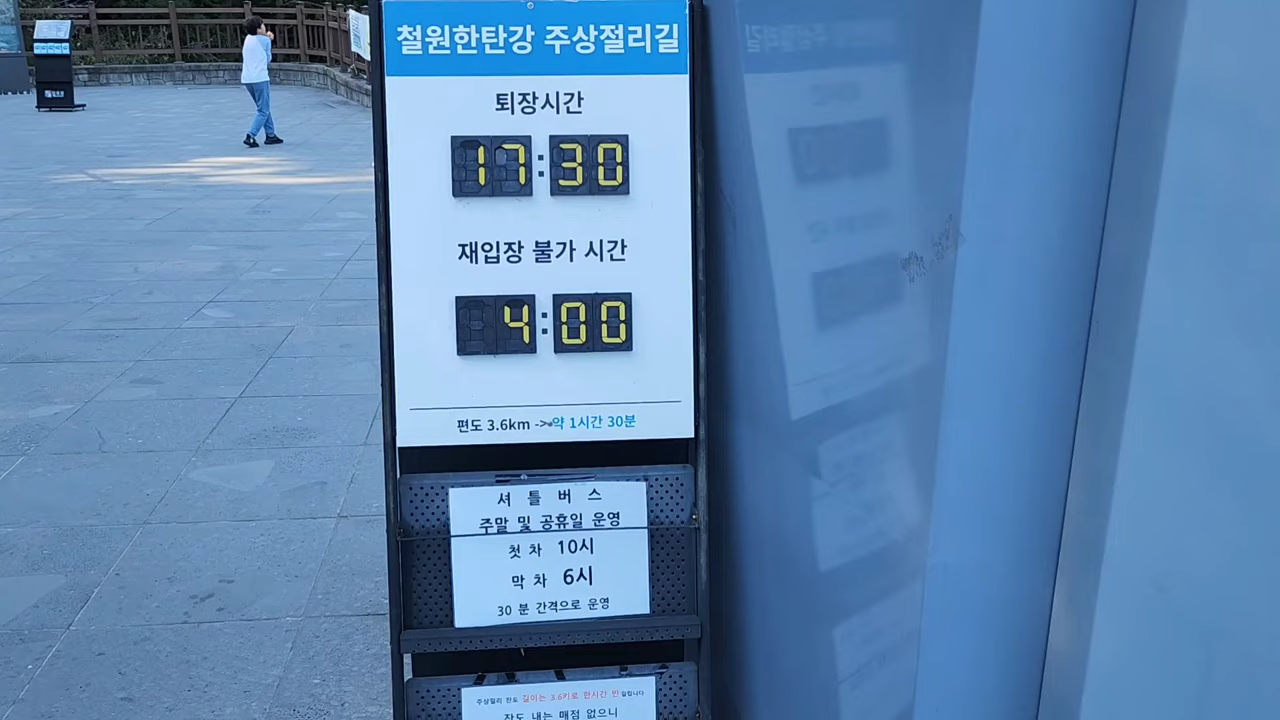 철원한탄강 주상절리길
퇴장시간
17:30
재입장 불가 시간
4:00
편도 3.6km -> 약 1시간 30분
셔틀버스
주말 및 공휴일 운영
첫차 10시
막차 6시
30분 간격으로 운영
주상절리 잔도 길이는 3.6키로 한시간 반 걸립니다
잔도 내는 매점 없으니